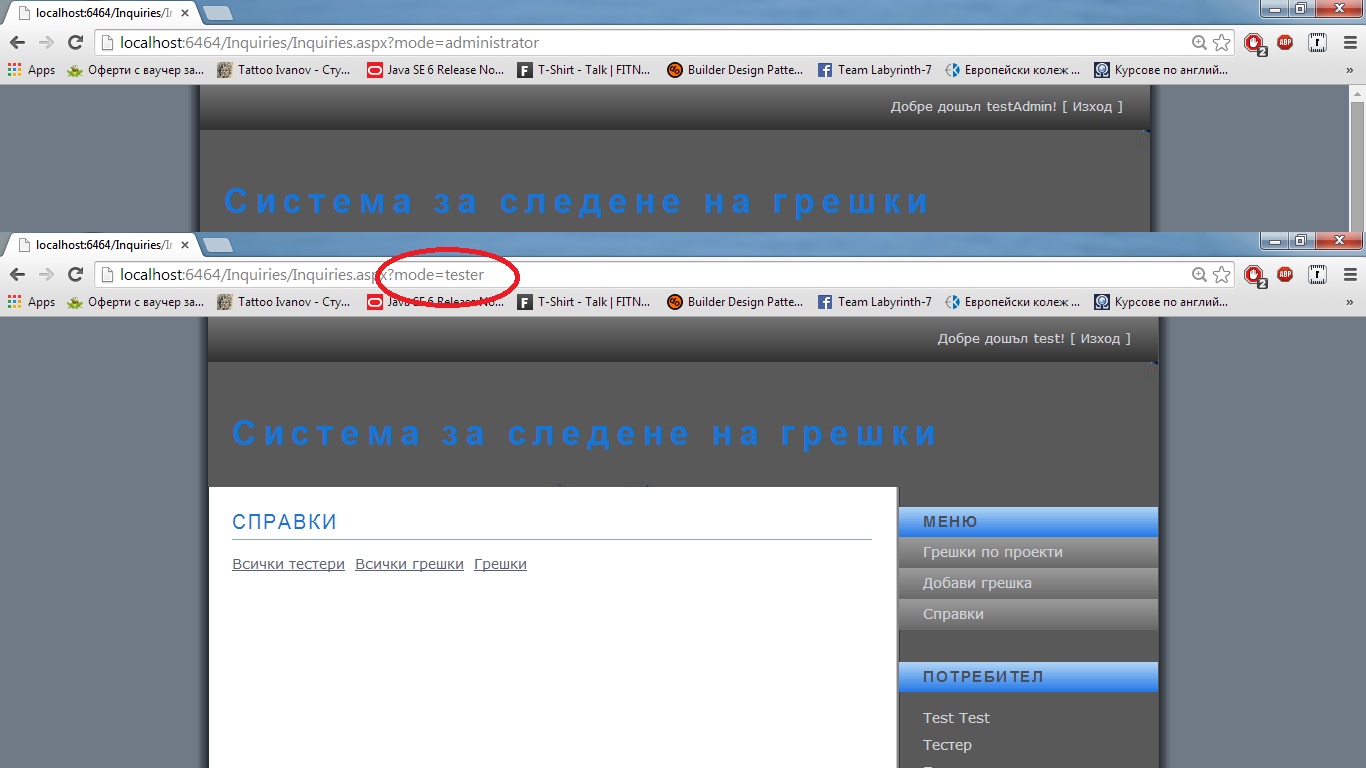 localhost:6464/Inquiries/Ir
localhost:6464/Inquiries/Inquiries.aspx?mode=administrator
2 ABP
Apps Оферти с ваучер за... Tattoo Ivanov - Сту... Java SE 6 Release No... T-Shirt - Talk | FITN... Builder Design Patte... Team Labyrinth-7 Европейски колеж ... Курсове по англий... »
Добре дошъл testAdmin! [ Изход ]
Система за следене на грешки
localhost:6464/Inquiries/Ir
localhost:6464/Inquiries/Inquiries.aspx?mode=tester
2 ABP
Apps Оферти с ваучер за... Tattoo Ivanov - Сту... Java SE 6 Release No... T-Shirt - Talk | FITN... Builder Design Patte... Team Labyrinth-7 Европейски колеж ... Курсове по англий... »
Добре дошъл test! [ Изход ]
Система за следене на грешки
СПРАВКИ
Всички тестери Всички грешки Грешки
МЕНЮ
Грешки по проекти
Добави грешка
Справки
ПОТРЕБИТЕЛ
Test Test
Тестер